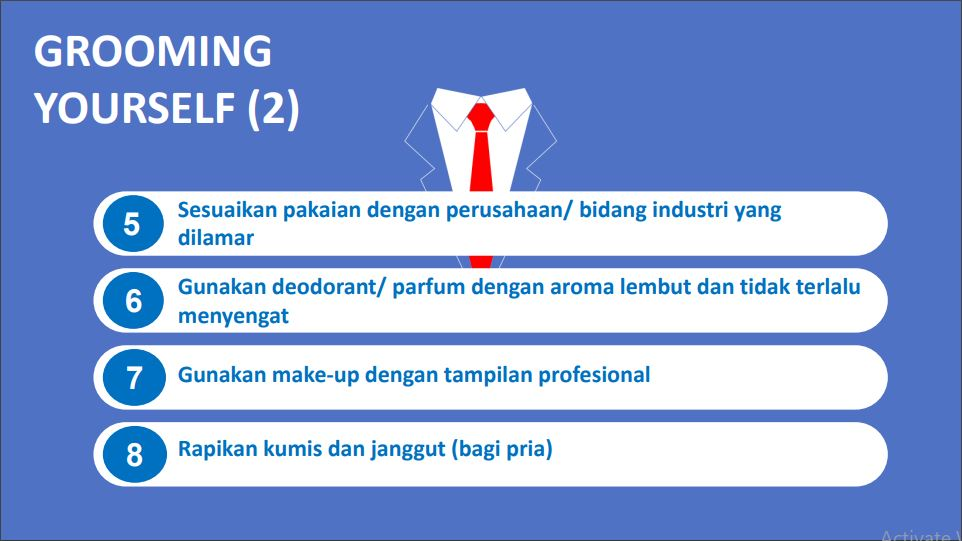 GROOMING
YOURSELF (2)
5
Sesuaikan pakaian dengan perusahaan/ bidang industri yang
dilamar
6
Gunakan deodorant/ parfum dengan aroma lembut dan tidak terlalu
menyengat
7
Gunakan make-up dengan tampilan profesional
8
Rapikan kumis dan janggut (bagi pria)
Activate